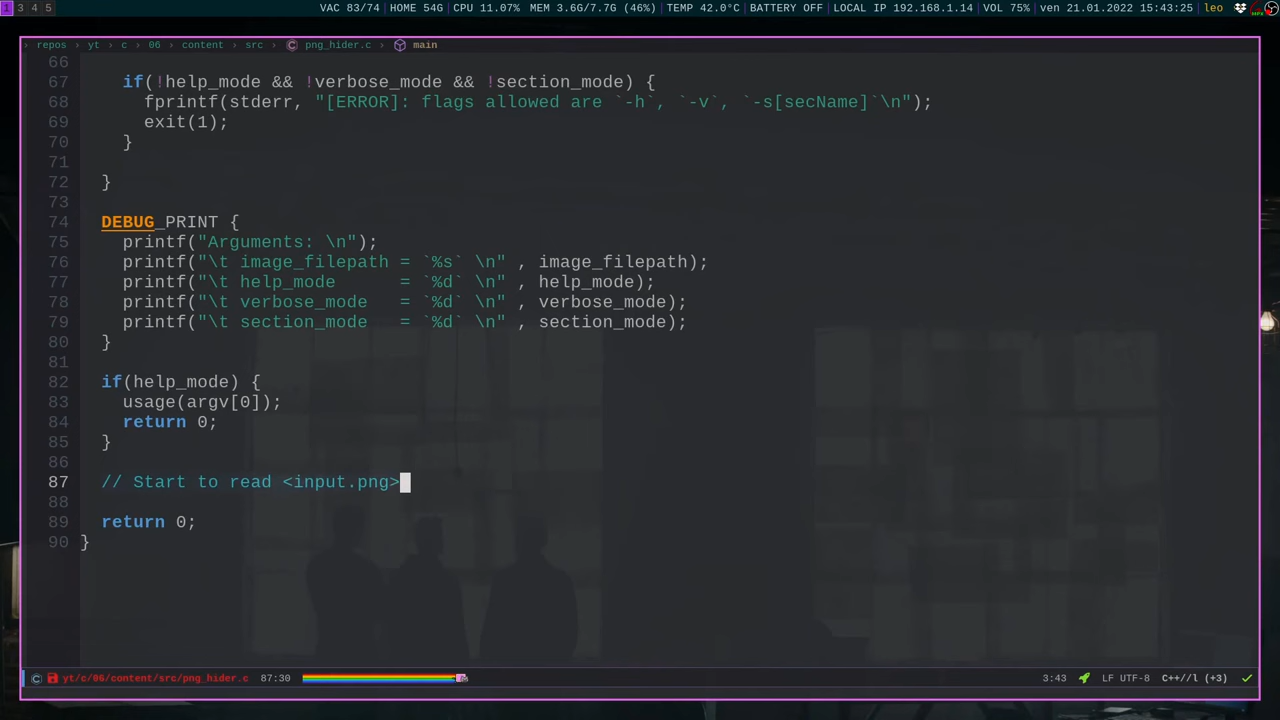 1 3 4 5 VAC 83/74 | HOME 54G | CPU 11.07% MEM 3.6G/7.7G (46%) | TEMP 42.0°C | BATTERY OFF | LOCAL IP 192.168.1.14 | VOL 75% | ven 21.01.2022 15:43:25 | leo
› repos › yt › c › 06 › content › src › png_hider.c › main
66
67 if(!help_mode && !verbose_mode && !section_mode) {
68 fprintf(stderr, "[ERROR]: flags allowed are `-h`, `-v`, `-s[secName]`\n");
69 exit(1);
70 }
71
72 }
73
74 DEBUG_PRINT {
75 printf("Arguments: \n");
76 printf("\t image_filepath = `%s` \n" , image_filepath);
77 printf("\t help_mode = `%d` \n" , help_mode);
78 printf("\t verbose_mode = `%d` \n" , verbose_mode);
79 printf("\t section_mode = `%d` \n" , section_mode);
80 }
81
82 if(help_mode) {
83 usage(argv[0]);
84 return 0;
85 }
86
87 // Start to read <input.png>
88
89 return 0;
90 }
yt/c/06/content/src/png_hider.c 87:30 3:43 LF UTF-8 C++//l (+3)